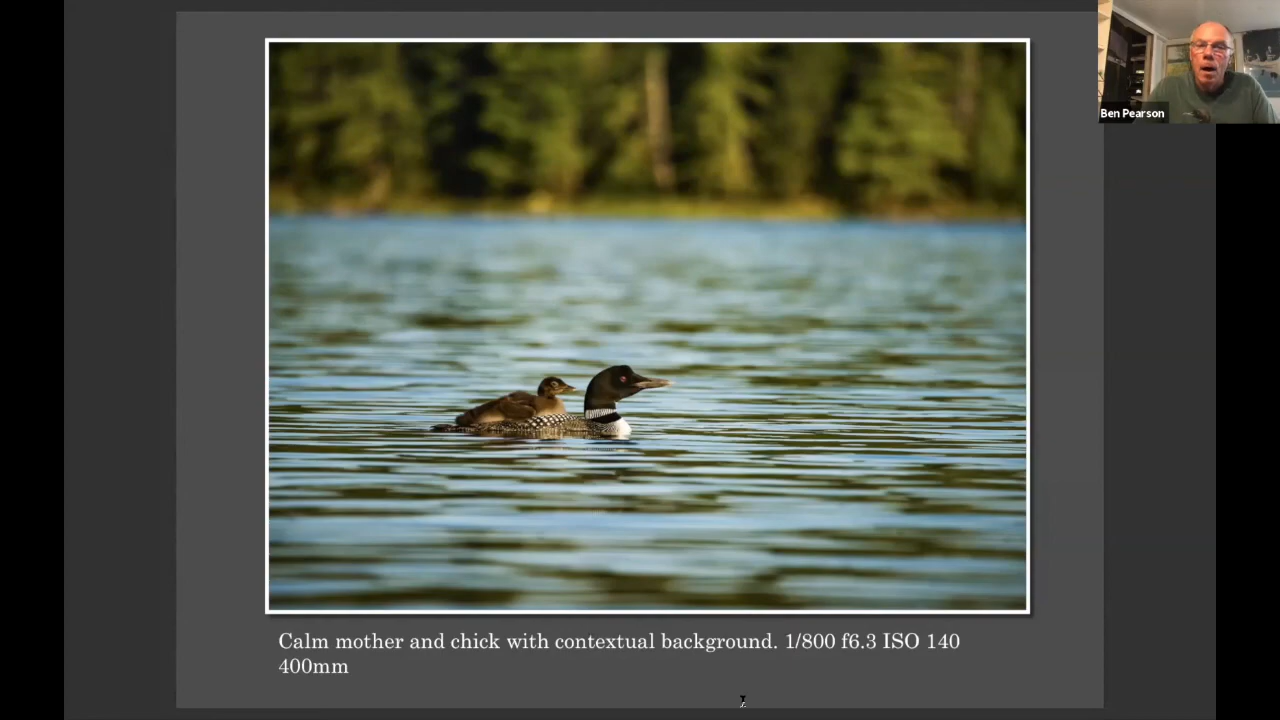 Ben Pearson
Calm mother and chick with contextual background. 1/800 f6.3 ISO 140
400mm